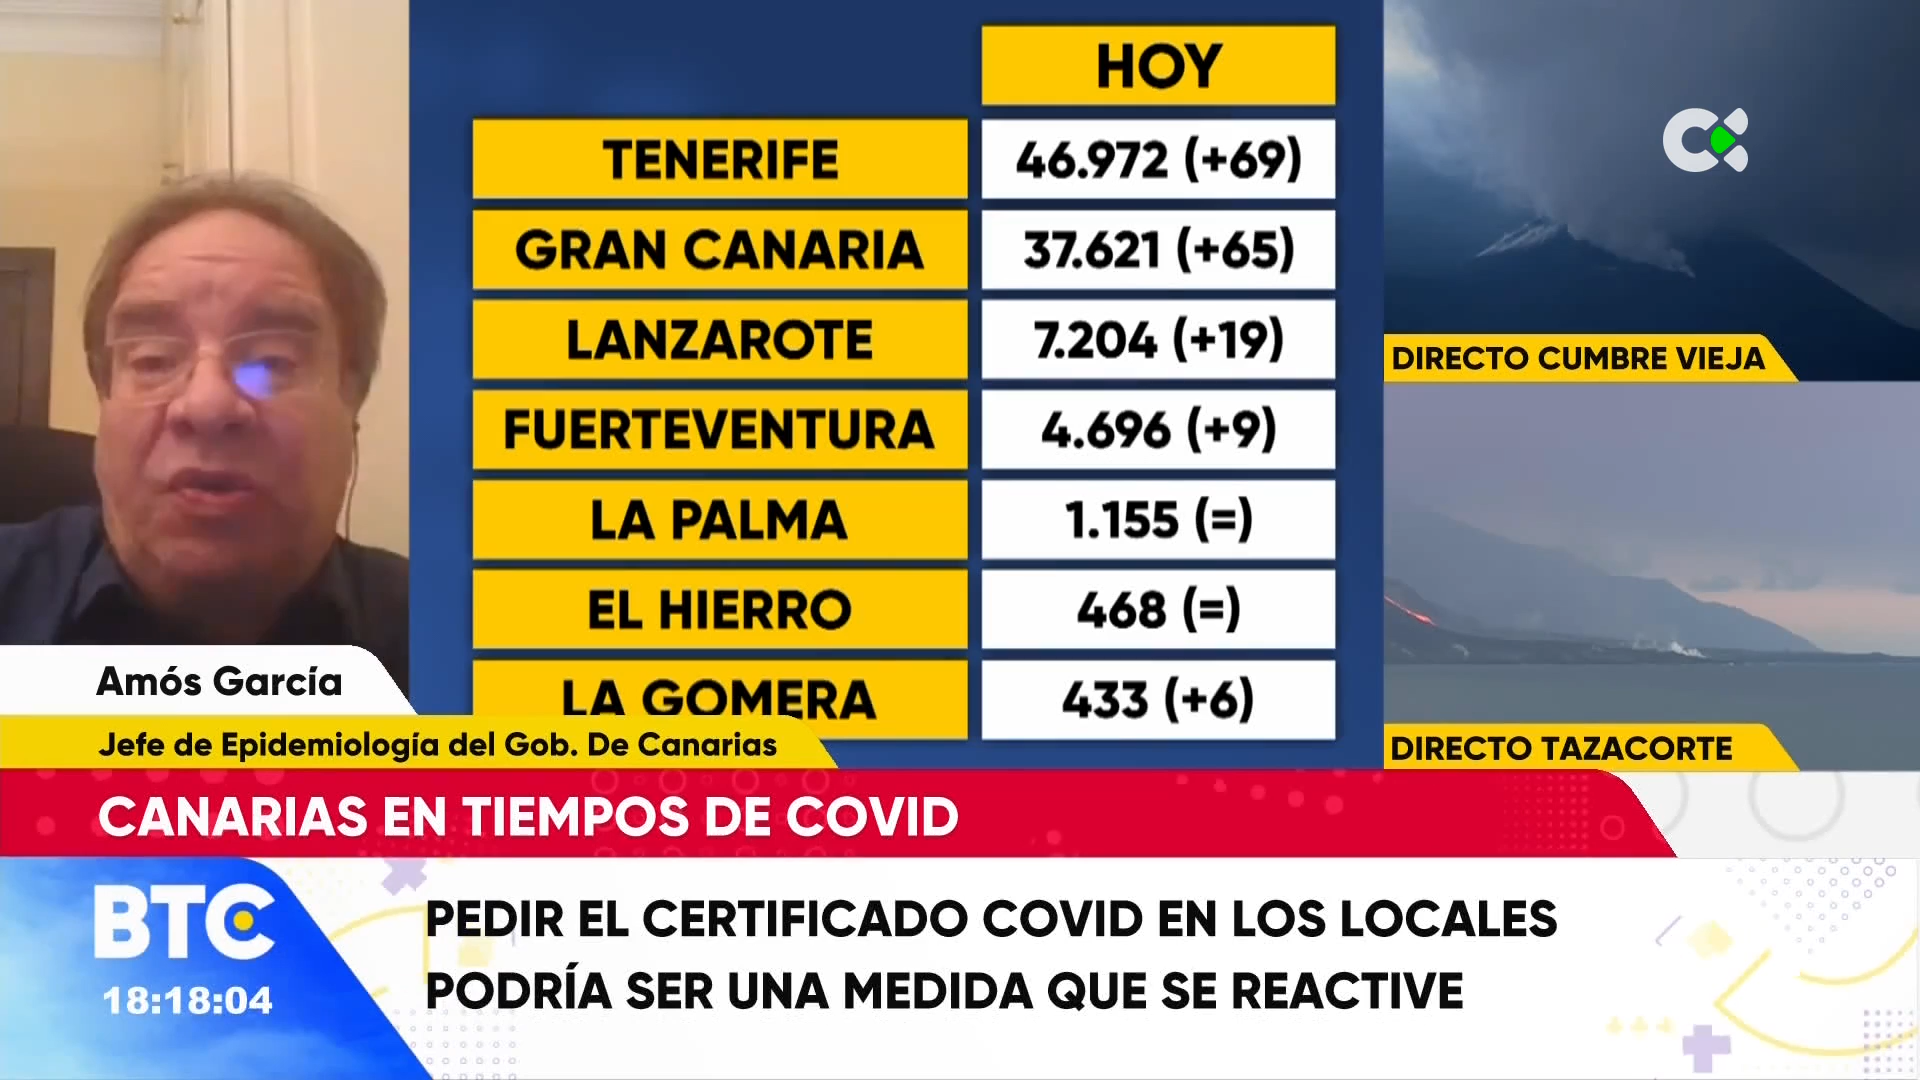 HOY
TENERIFE 46.972 (+69)
GRAN CANARIA 37.621 (+65)
LANZAROTE 7.204 (+19)
FUERTEVENTURA 4.696 (+9)
LA PALMA 1.155 (=)
EL HIERRO 468 (=)
LA GOMERA 433 (+6)
DIRECTO CUMBRE VIEJA
DIRECTO TAZACORTE
Amós García
Jefe de Epidemiología del Gob. De Canarias
CANARIAS EN TIEMPOS DE COVID
BTC
18:18:04
PEDIR EL CERTIFICADO COVID EN LOS LOCALES
PODRÍA SER UNA MEDIDA QUE SE REACTIVE